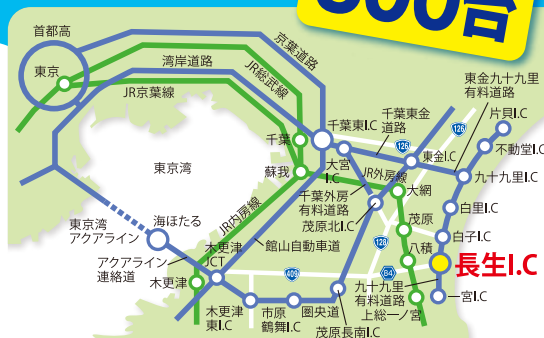 800台
首都高
東京
湾岸道路
京葉道路
JR総武線
JR京葉線
東金九十九里
有料道路
片貝I.C
千葉東I.C
千葉東金
道路
126
126
不動堂I.C
千葉
大宮
I.C
東金I.C
九十九里I.C
東京湾
蘇我
JR外房線
大網
千葉外房
有料道路
白里I.C
茂原北I.C
茂原
東京湾
アクアライン
海ほたる
JR内房線
128
白子I.C
木更津
JCT
館山自動車道
八積
アクアライン
連絡道
409
84
長生I.C
木更津
九十九里
有料道路
一宮I.C
木更津
東I.C
市原
鶴舞I.C
圏央道
上総一ノ宮
茂原長南I.C